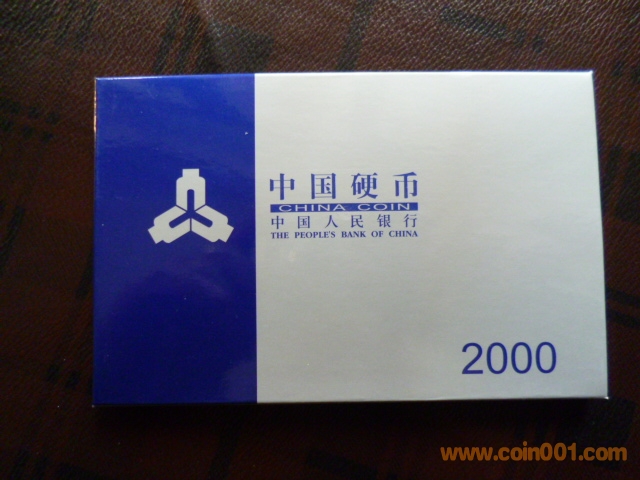 中国硬币
CHINA COIN
中国人民银行
THE PEOPLE'S BANK OF CHINA
2000
www.coin001.com